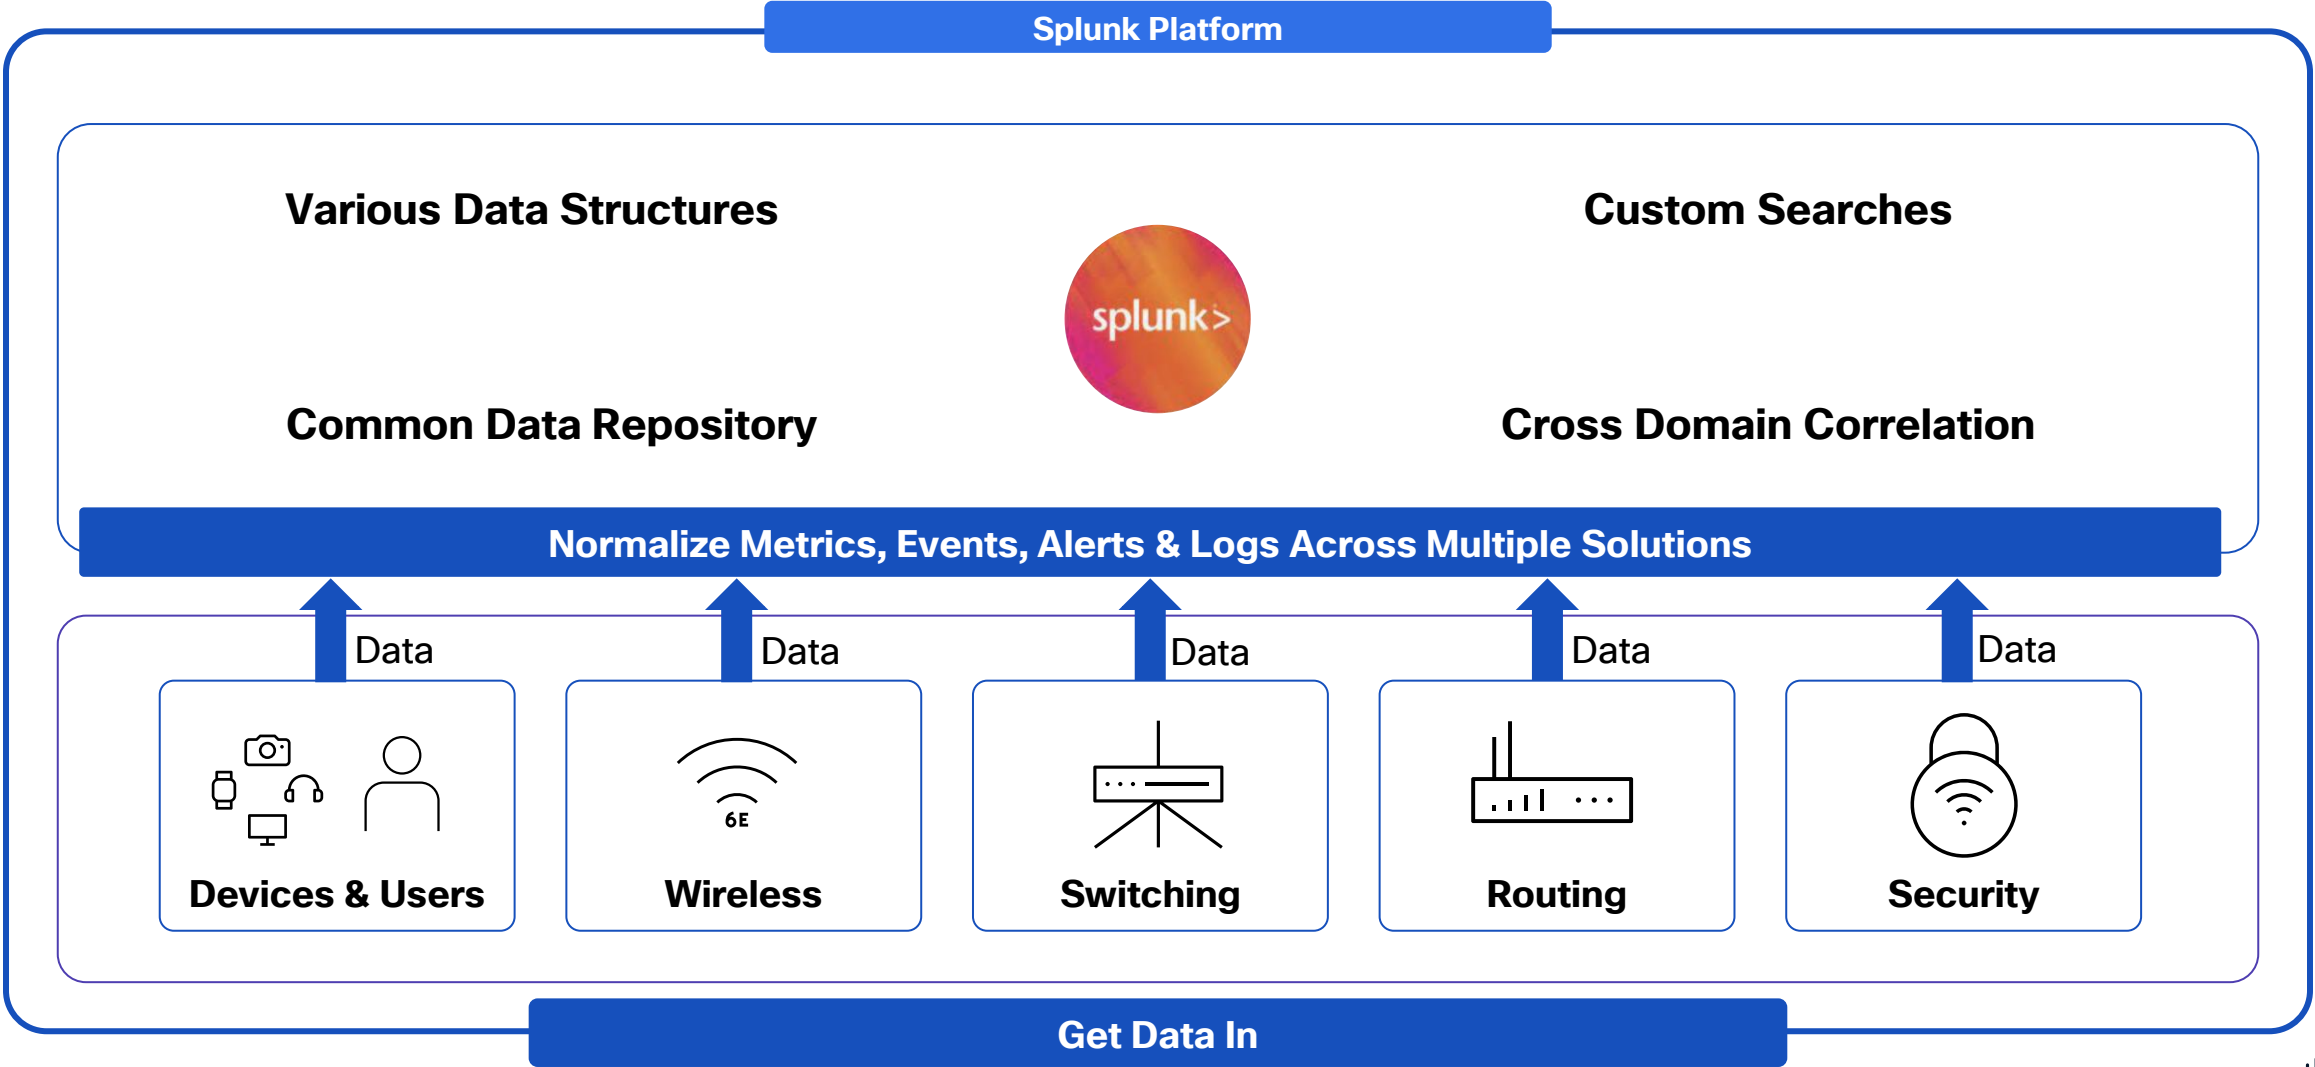 Splunk Platform
Various Data Structures
Custom Searches
splunk>
Common Data Repository
Cross Domain Correlation
Normalize Metrics, Events, Alerts & Logs Across Multiple Solutions
Data
Data
Data
Data
Data
6E
Devices & Users
Wireless
Switching
Routing
Security
Get Data In